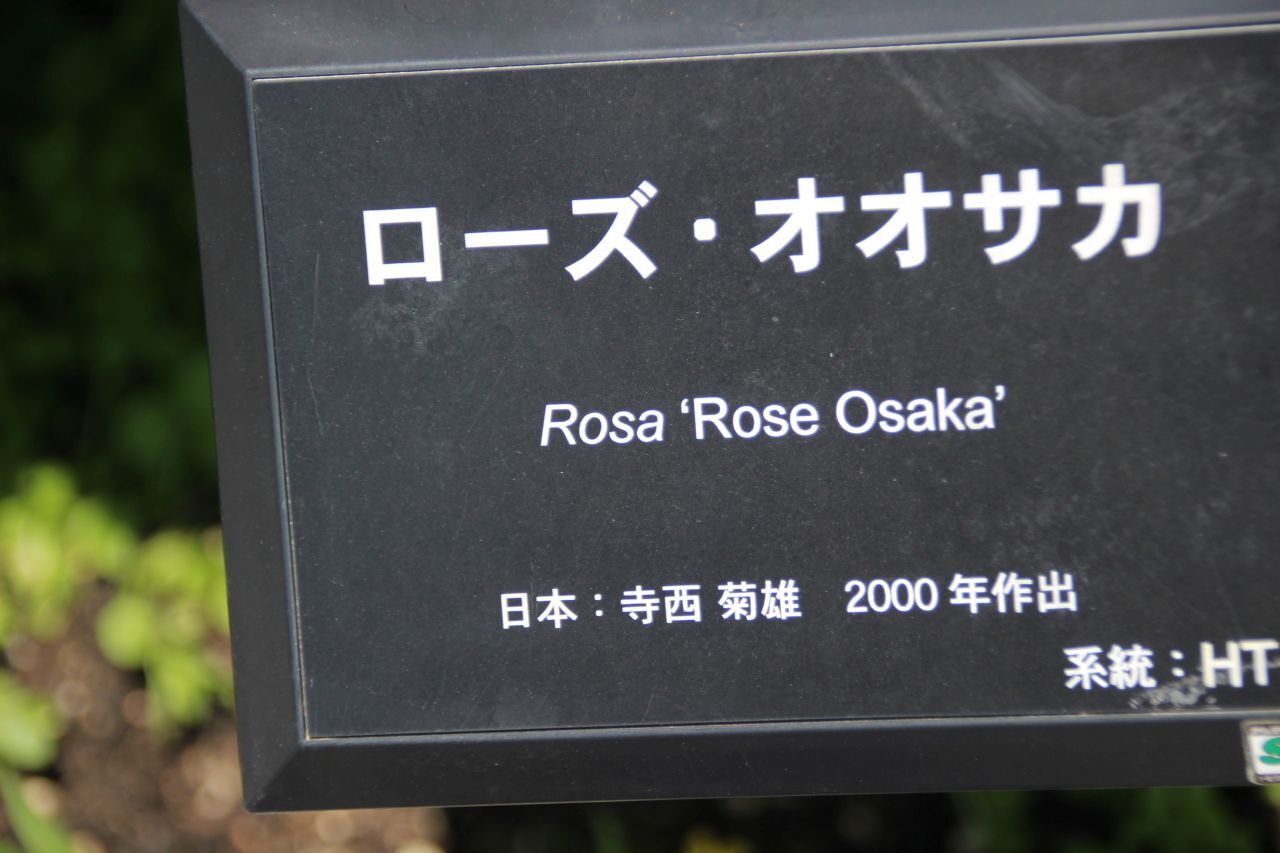 ローズ・オオサカ
Rosa ‘Rose Osaka’
日本：寺西 菊雄　2000 年作出
系統：HT